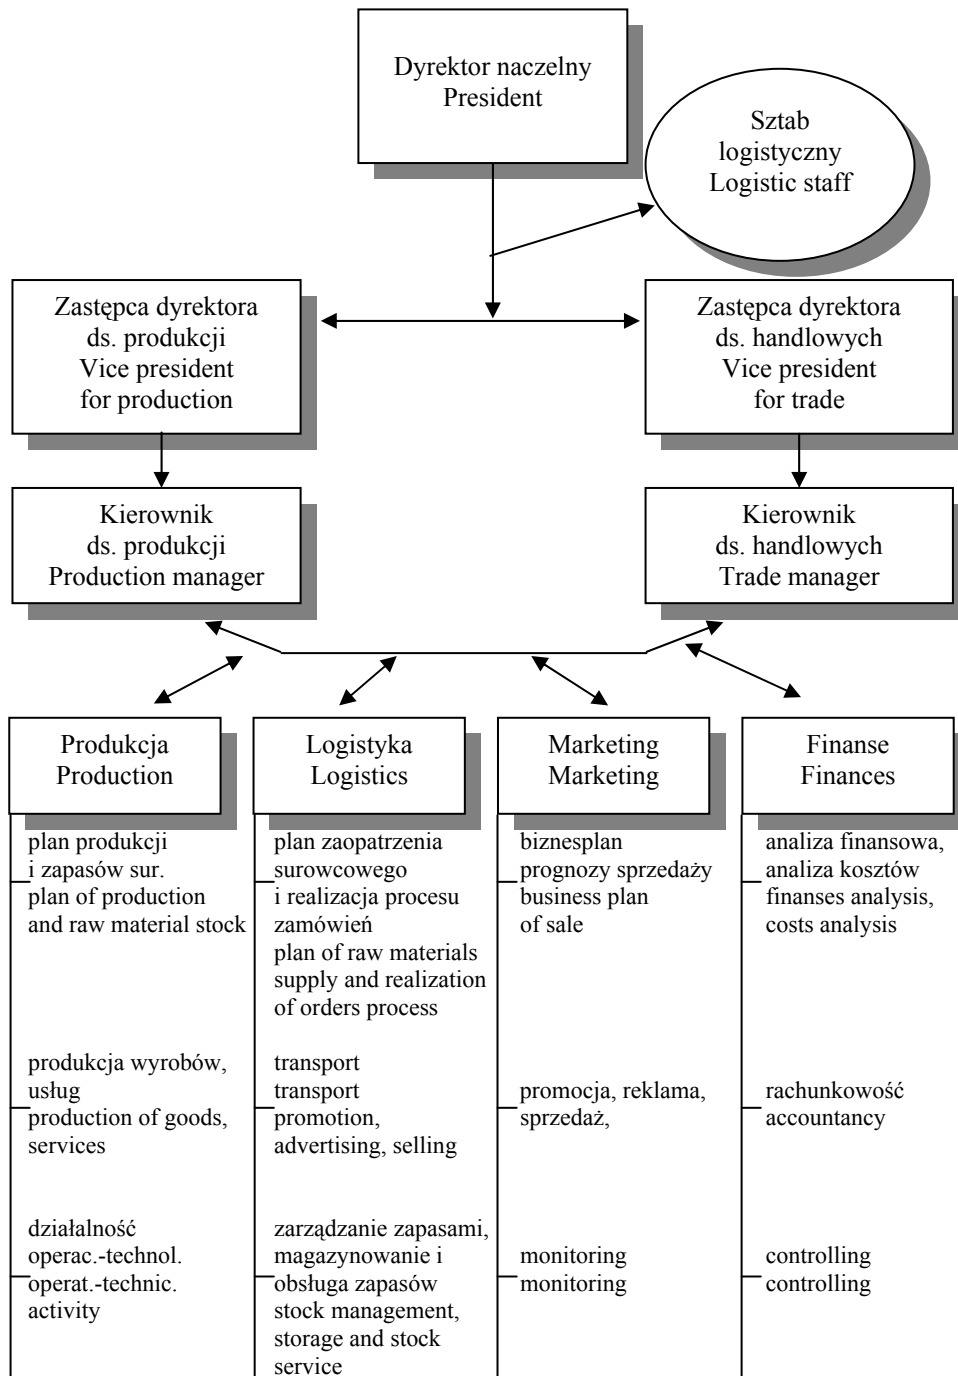 Dyrektor naczelny
President
Sztab
logistyczny
Logistic staff
Zastępca dyrektora
ds. produkcji
Vice president
for production
Zastępca dyrektora
ds. handlowych
Vice president
for trade
Kierownik
ds. produkcji
Production manager
Kierownik
ds. handlowych
Trade manager
Produkcja
Production
Logistyka
Logistics
Marketing
Marketing
Finanse
Finances
plan produkcji
i zapasów sur.
plan of production
and raw material stock
plan zaopatrzenia
surowcowego
i realizacja procesu
zamówień
plan of raw materials
supply and realization
of orders process
biznesplan
prognozy sprzedaży
business plan
of sale
analiza finansowa,
analiza kosztów
finanses analysis,
costs analysis
produkcja wyrobów,
usług
production of goods,
services
transport
transport
promotion,
advertising, selling
promocja, reklama,
sprzedaż,
rachunkowość
accountancy
działalność
operac.-technol.
operat.-technic.
activity
zarządzanie zapasami,
magazynowanie i
obsługa zapasów
stock management,
storage and stock
service
monitoring
monitoring
controlling
controlling